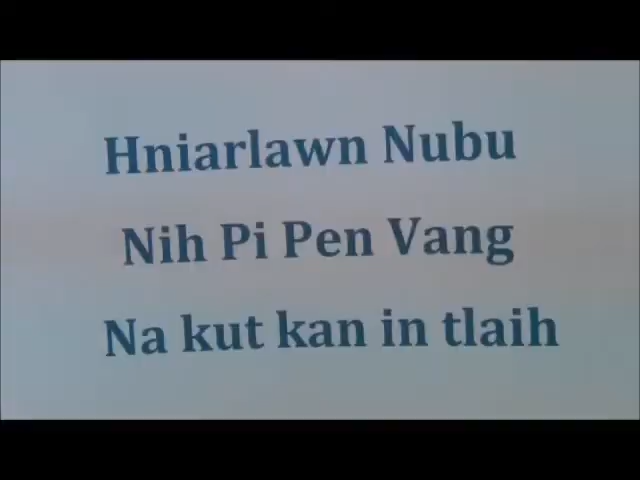 Hniarlawn Nubu
Nih Pi Pen Vang
Na kut kan in tlaih